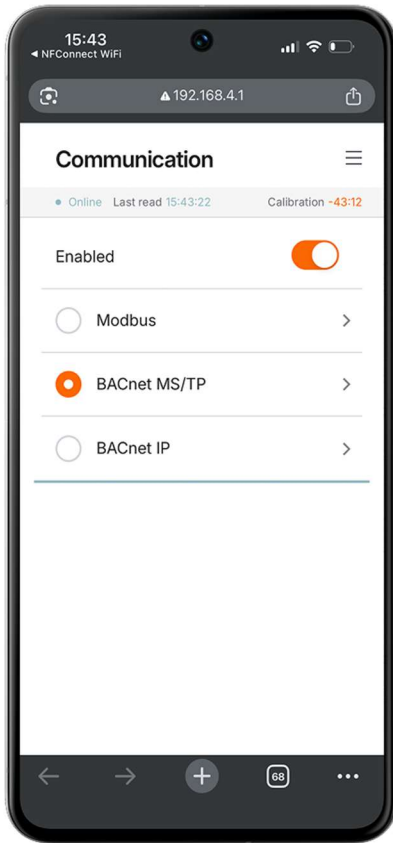 15:43
◀ NFConnect WiFi
192.168.4.1
Communication
Online Last read 15:43:22 Calibration -43:12
Enabled
Modbus
BACnet MS/TP
BACnet IP
68